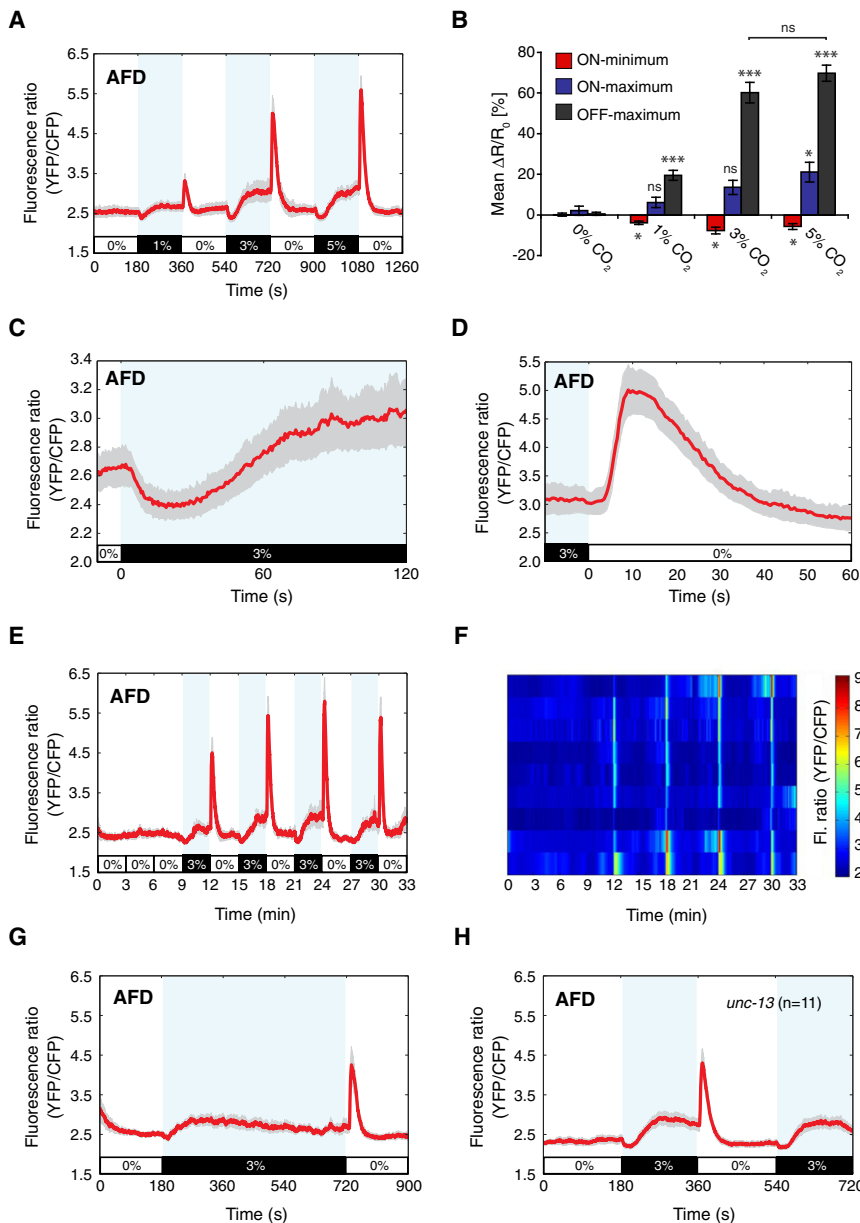 A
AFD
Fluorescence ratio
(YFP/CFP)
6.5
5.5
4.5
3.5
2.5
1.5
0% 1% 0% 3% 0% 5% 0%
0 180 360 540 720 900 1080 1260
Time (s)
B
ns
ON-minimum
ON-maximum
OFF-maximum
Mean ΔR/R0 [%]
80
60
40
20
0
-20
*** *** *** ns ns * * * *
0% CO2 1% CO2 3% CO2 5% CO2
C
AFD
Fluorescence ratio
(YFP/CFP)
3.4
3.2
3.0
2.8
2.6
2.4
2.2
2.0
0% 3%
0 60 120
Time (s)
D
AFD
Fluorescence ratio
(YFP/CFP)
5.5
5.0
4.5
4.0
3.5
3.0
2.5
2.0
3% 0%
0 10 20 30 40 50 60
Time (s)
E
AFD
Fluorescence ratio
(YFP/CFP)
6.5
5.5
4.5
3.5
2.5
1.5
0% 0% 0% 3% 0% 3% 0% 3% 0% 3% 0%
0 3 6 9 12 15 18 21 24 27 30 33
Time (min)
F
0 3 6 9 12 15 18 21 24 27 30 33
Time (min)
Fl. ratio (YFP/CFP)
9
8
7
6
5
4
3
2
G
AFD
Fluorescence ratio
(YFP/CFP)
6.5
5.5
4.5
3.5
2.5
1.5
0% 3% 0%
0 180 360 540 720 900
Time (s)
H
AFD
unc-13 (n=11)
Fluorescence ratio
(YFP/CFP)
6.5
5.5
4.5
3.5
2.5
1.5
0% 3% 0% 3%
0 180 360 540 720
Time (s)